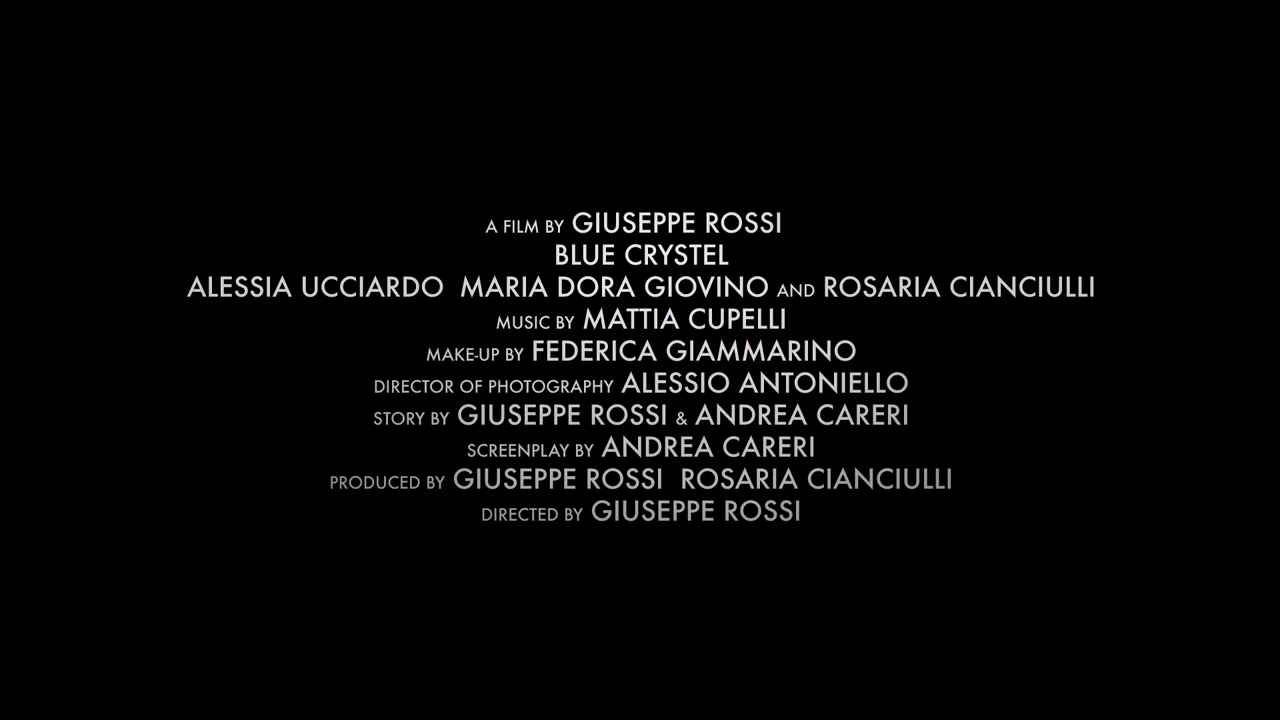 A FILM BY GIUSEPPE ROSSI
BLUE CRYSTEL
ALESSIA UCCIARDO MARIA DORA GIOVINO AND ROSARIA CIANCIULLI
MUSIC BY MATTIA CUPELLI
MAKE-UP BY FEDERICA GIAMMARINO
DIRECTOR OF PHOTOGRAPHY ALESSIO ANTONIELLO
STORY BY GIUSEPPE ROSSI & ANDREA CARERI
SCREENPLAY BY ANDREA CARERI
PRODUCED BY GIUSEPPE ROSSI ROSARIA CIANCIULLI
DIRECTED BY GIUSEPPE ROSSI